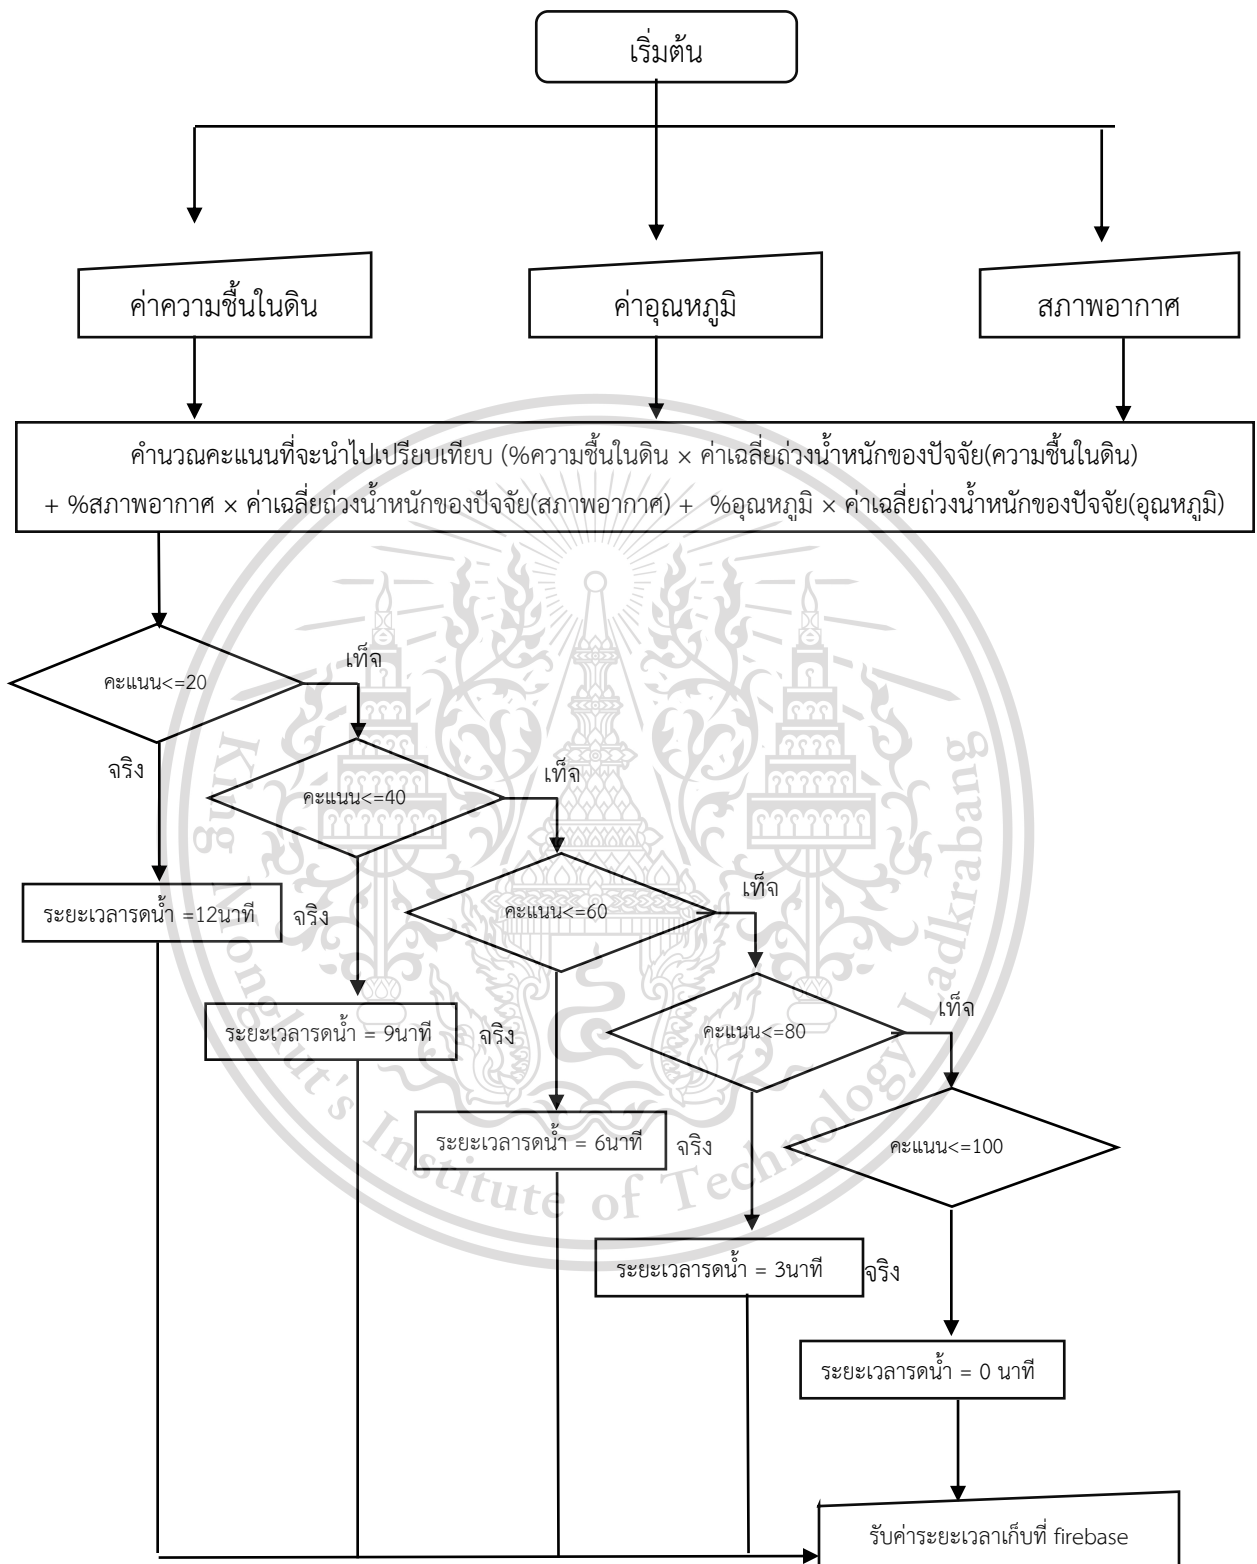 เริ่มต้น
ค่าความชื้นในดิน
ค่าอุณหภูมิ
สภาพอากาศ
คำนวณคะแนนที่จะนำไปเปรียบเทียบ (%ความชื้นในดิน × ค่าเฉลี่ยถ่วงน้ำหนักของปัจจัย(ความชื้นในดิน)
+ %สภาพอากาศ × ค่าเฉลี่ยถ่วงน้ำหนักของปัจจัย(สภาพอากาศ) + %อุณหภูมิ × ค่าเฉลี่ยถ่วงน้ำหนักของปัจจัย(อุณหภูมิ)
คะแนน<=20
เท็จ
จริง
คะแนน<=40
เท็จ
ระยะเวลารดน้ำ =12นาที
จริง
คะแนน<=60
เท็จ
ระยะเวลารดน้ำ = 9นาที
จริง
คะแนน<=80
เท็จ
ระยะเวลารดน้ำ = 6นาที
จริง
คะแนน<=100
ระยะเวลารดน้ำ = 3นาที
จริง
ระยะเวลารดน้ำ = 0 นาที
รับค่าระยะเวลาเก็บที่ firebase
King Mongkut's Institute of Technology Ladkrabang